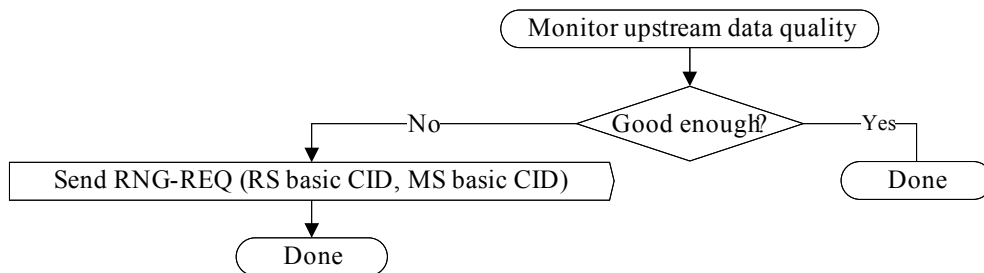 Monitor upstream data quality
Good enough?
No
Yes
Send RNG-REQ (RS basic CID, MS basic CID)
Done
Done